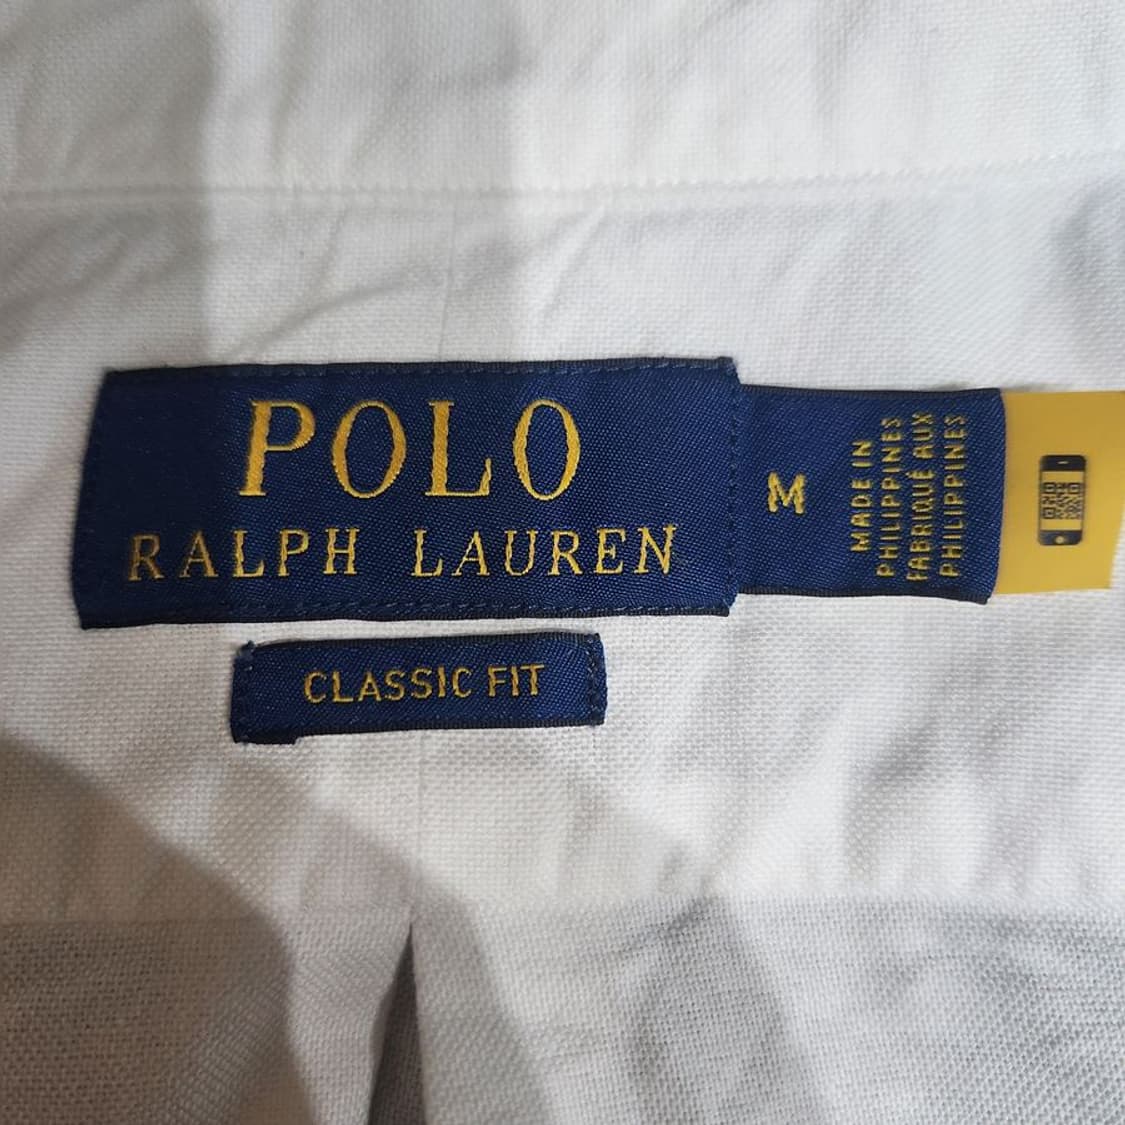 POLO
RALPH LAUREN
M
MADE IN
PHILIPPINES
FABRIQUÉ AUX
PHILIPPINES
CLASSIC FIT